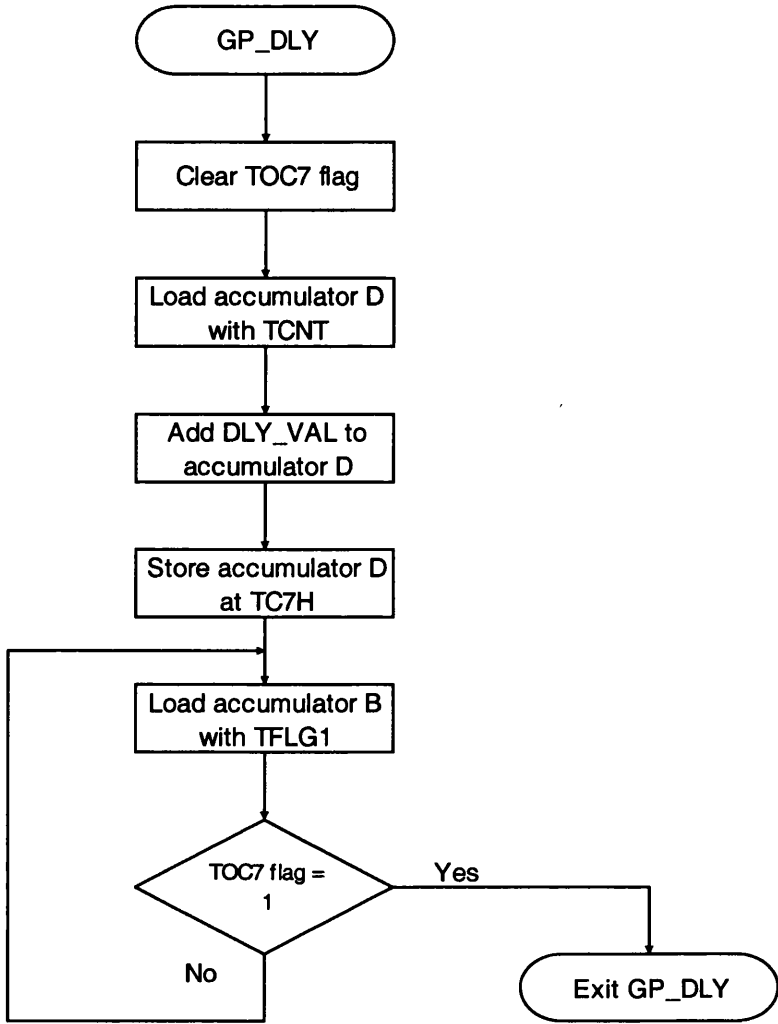 GP_DLY
Clear TOC7 flag
Load accumulator D
with TCNT
Add DLY_VAL to
accumulator D
Store accumulator D
at TC7H
Load accumulator B
with TFLG1
TOC7 flag =
1
Yes
No
Exit GP_DLY